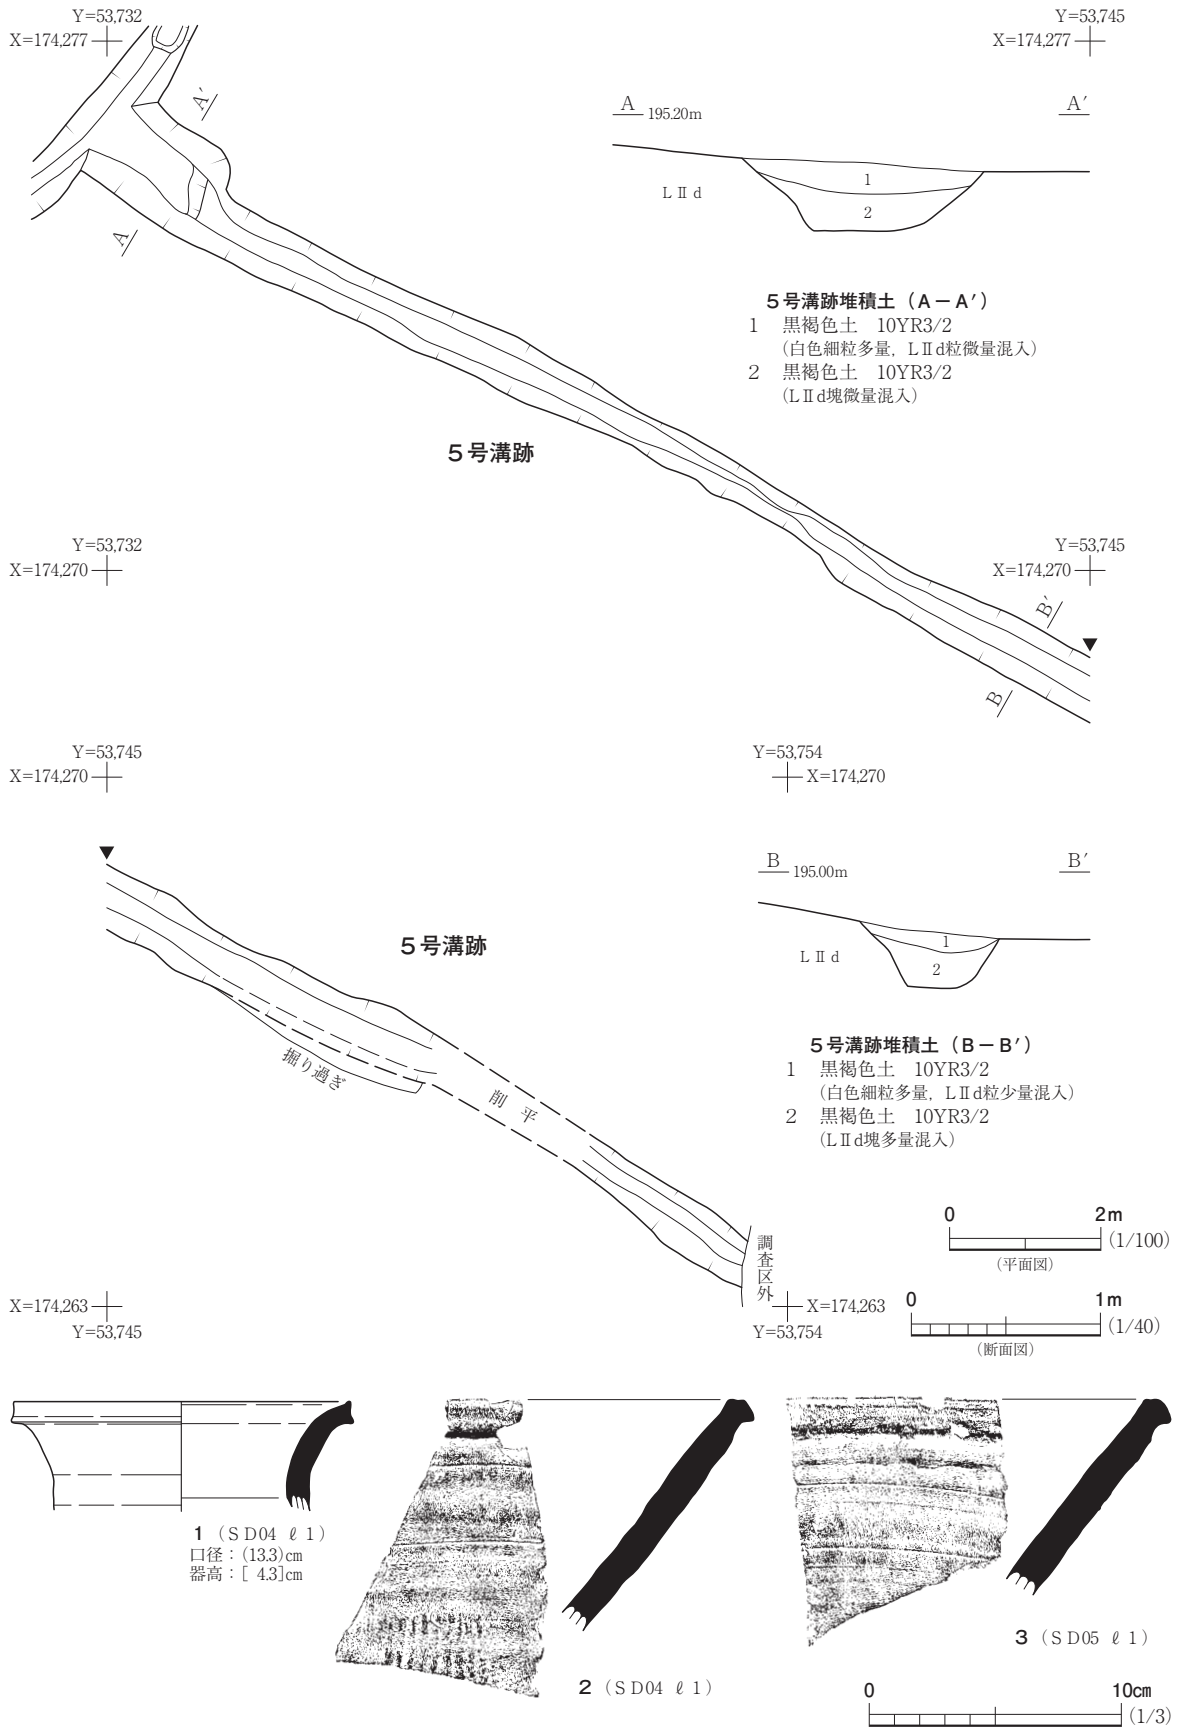 Y=53,732
X=174,277
Y=53,745
X=174,277
A′
A
A 195.20m
A′
LⅡd
1
2
5号溝跡堆積土（A－A′）
1 黒褐色土 10YR3/2
（白色細粒多量，LⅡd粒微量混入）
2 黒褐色土 10YR3/2
（LⅡd塊微量混入）
5号溝跡
Y=53,732
X=174,270
Y=53,745
X=174,270
B′
B
Y=53,745
X=174,270
Y=53,754
X=174,270
B 195.00m
B′
LⅡd
1
2
5号溝跡
掘り過ぎ
削平
5号溝跡堆積土（B－B′）
1 黒褐色土 10YR3/2
（白色細粒多量，LⅡd粒少量混入）
2 黒褐色土 10YR3/2
（LⅡd塊多量混入）
調査区外
0 2m
(1/100)
（平面図）
X=174,263
Y=53,745
X=174,263
Y=53,754
0 1m
(1/40)
（断面図）
1（SD04 ℓ1）
口径：(13.3)cm
器高：[ 4.3]cm
2（SD04 ℓ1）
3（SD05 ℓ1）
0 10cm
(1/3)